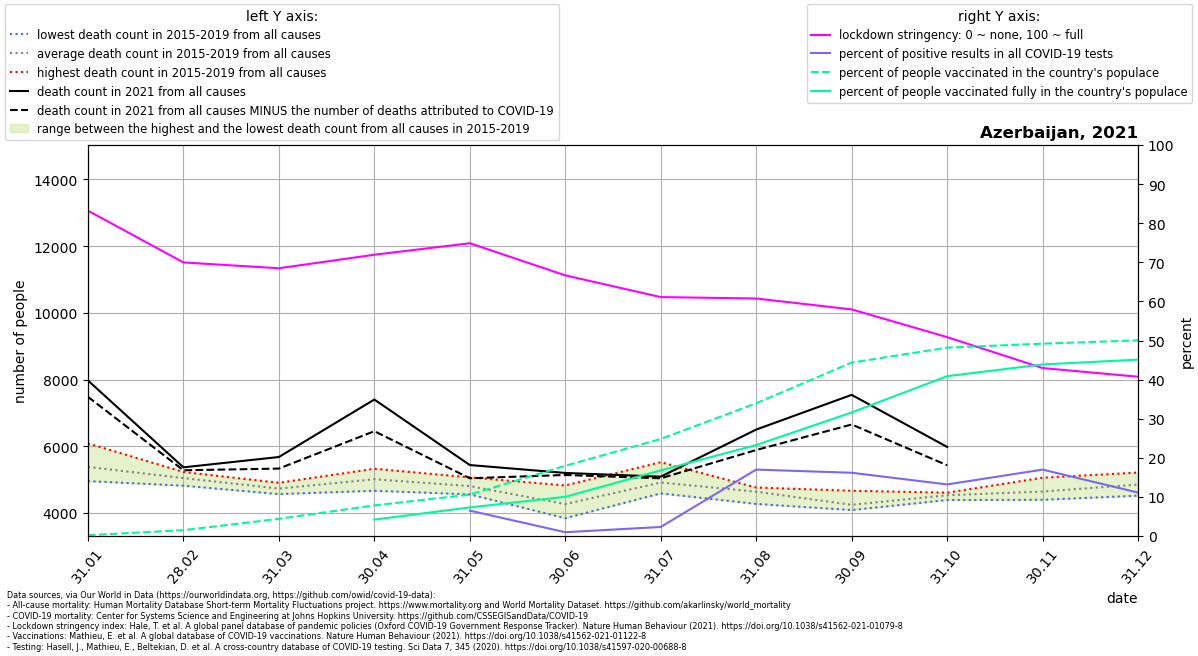 left Y axis:
lowest death count in 2015-2019 from all causes
average death count in 2015-2019 from all causes
highest death count in 2015-2019 from all causes
death count in 2021 from all causes
death count in 2021 from all causes MINUS the number of deaths attributed to COVID-19
range between the highest and the lowest death count from all causes in 2015-2019
right Y axis:
lockdown stringency: 0 ~ none, 100 ~ full
percent of positive results in all COVID-19 tests
percent of people vaccinated in the country's populace
percent of people vaccinated fully in the country's populace
Azerbaijan, 2021
number of people
14000
12000
10000
8000
6000
4000
100
90
80
70
60
50
40
30
20
10
0
percent
31.01
28.02
31.03
30.04
31.05
30.06
31.07
31.08
30.09
31.10
30.11
31.12
date
Data sources, via Our World in Data (https://ourworldindata.org, https://github.com/owid/covid-19-data):
- All-cause mortality: Human Mortality Database Short-term Mortality Fluctuations project. https://www.mortality.org and World Mortality Dataset. https://github.com/akarlinsky/world_mortality
- COVID-19 mortality: Center for Systems Science and Engineering at Johns Hopkins University. https://github.com/CSSEGISandData/COVID-19
- Lockdown stringency index: Hale, T. et al. A global panel database of pandemic policies (Oxford COVID-19 Government Response Tracker). Nature Human Behaviour (2021). https://doi.org/10.1038/s41562-021-01079-8
- Vaccinations: Mathieu, E. et al. A global database of COVID-19 vaccinations. Nature Human Behaviour (2021). https://doi.org/10.1038/s41562-021-01122-8
- Testing: Hasell, J., Mathieu, E., Beltekian, D. et al. A cross-country database of COVID-19 testing. Sci Data 7, 345 (2020). https://doi.org/10.1038/s41597-020-00688-8